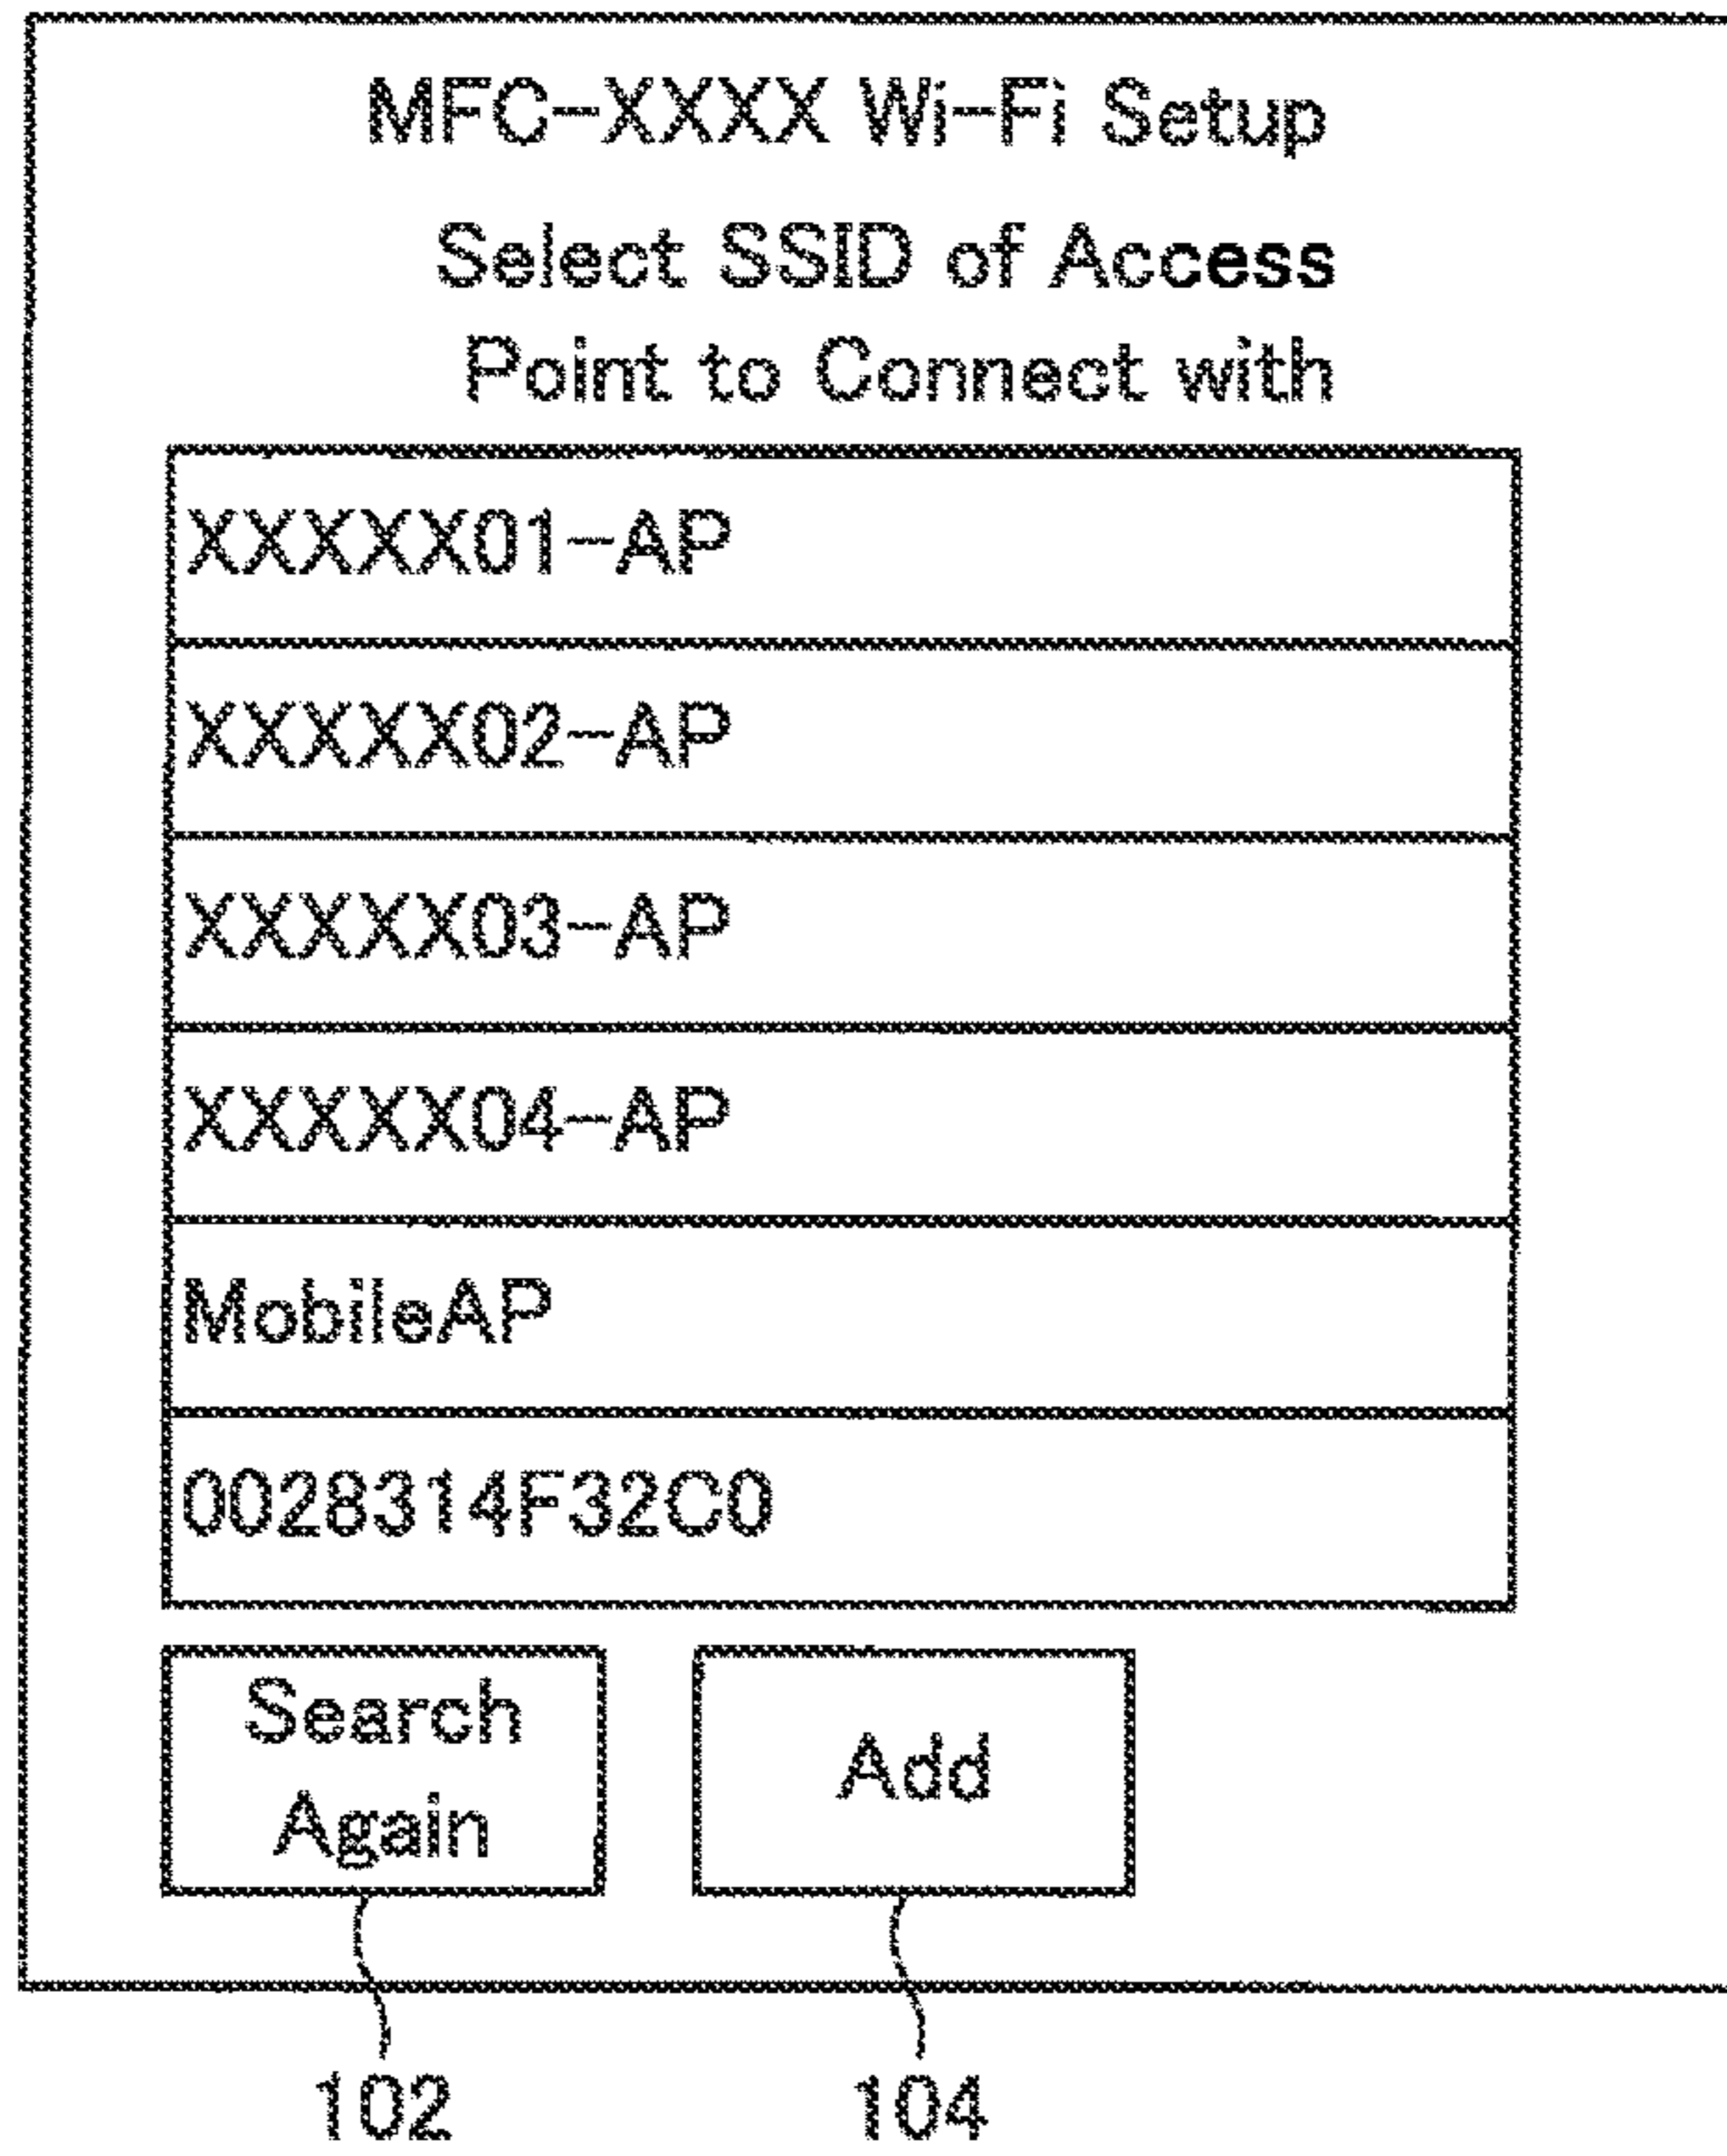 MFC-XXXX Wi-Fi Setup
Select SSID of Access
Point to Connect with
XXXXX01-AP
XXXXX02-AP
XXXXX03-AP
XXXXX04-AP
MobileAP
0028314F32C0
Search
Again
Add
102
104